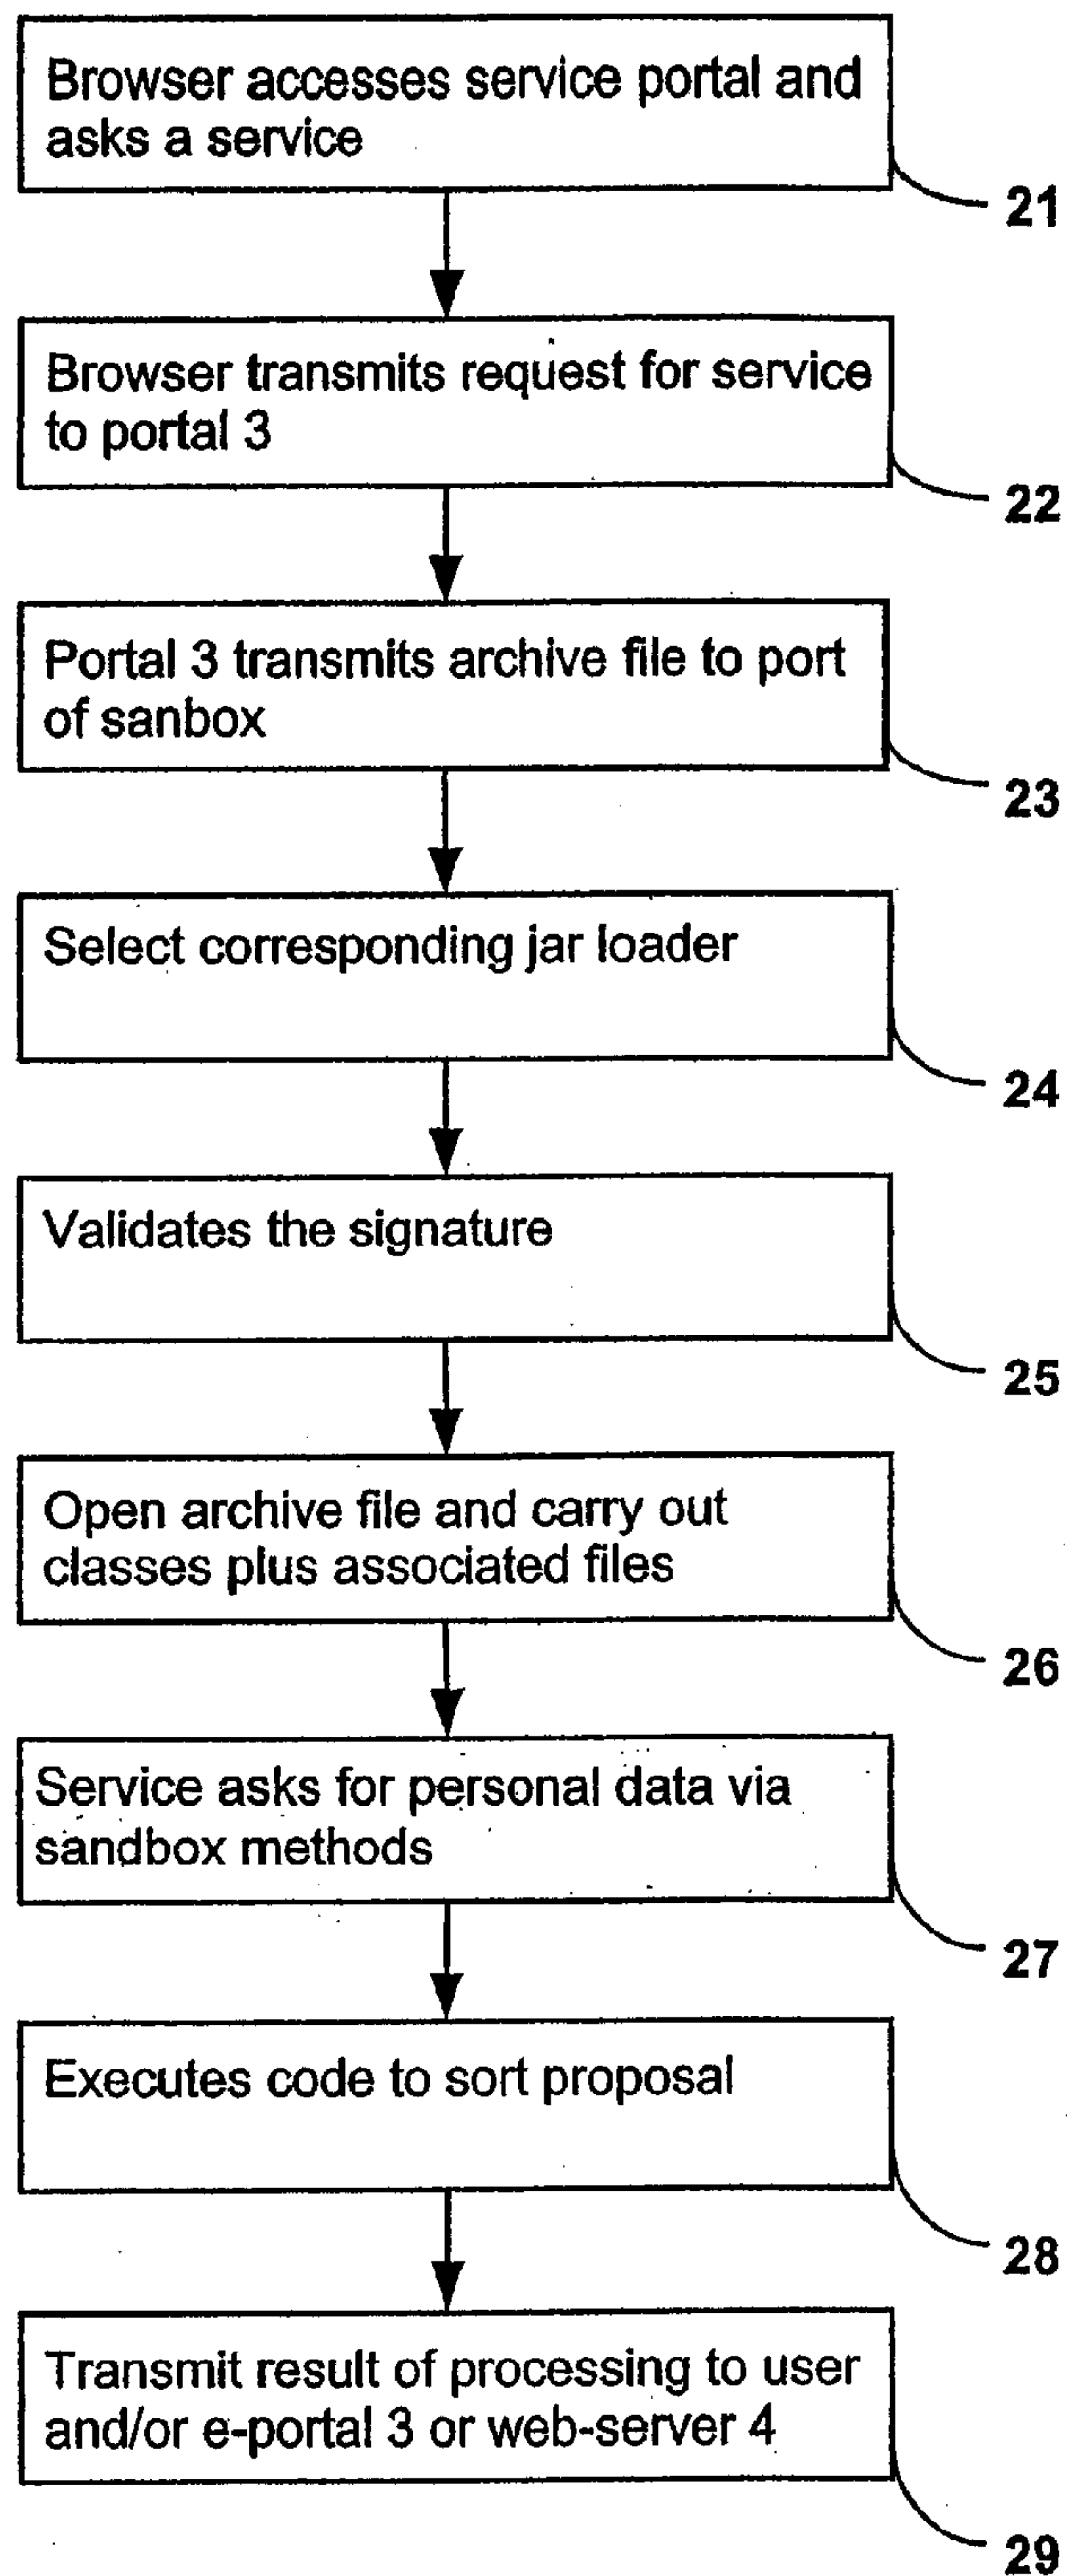 Browser accesses service portal and
asks a service
21
Browser transmits request for service
to portal 3
22
Portal 3 transmits archive file to port
of sanbox
23
Select corresponding jar loader
24
Validates the signature
25
Open archive file and carry out
classes plus associated files
26
Service asks for personal data via
sandbox methods
27
Executes code to sort proposal
28
Transmit result of processing to user
and/or e-portal 3 or web-server 4
29